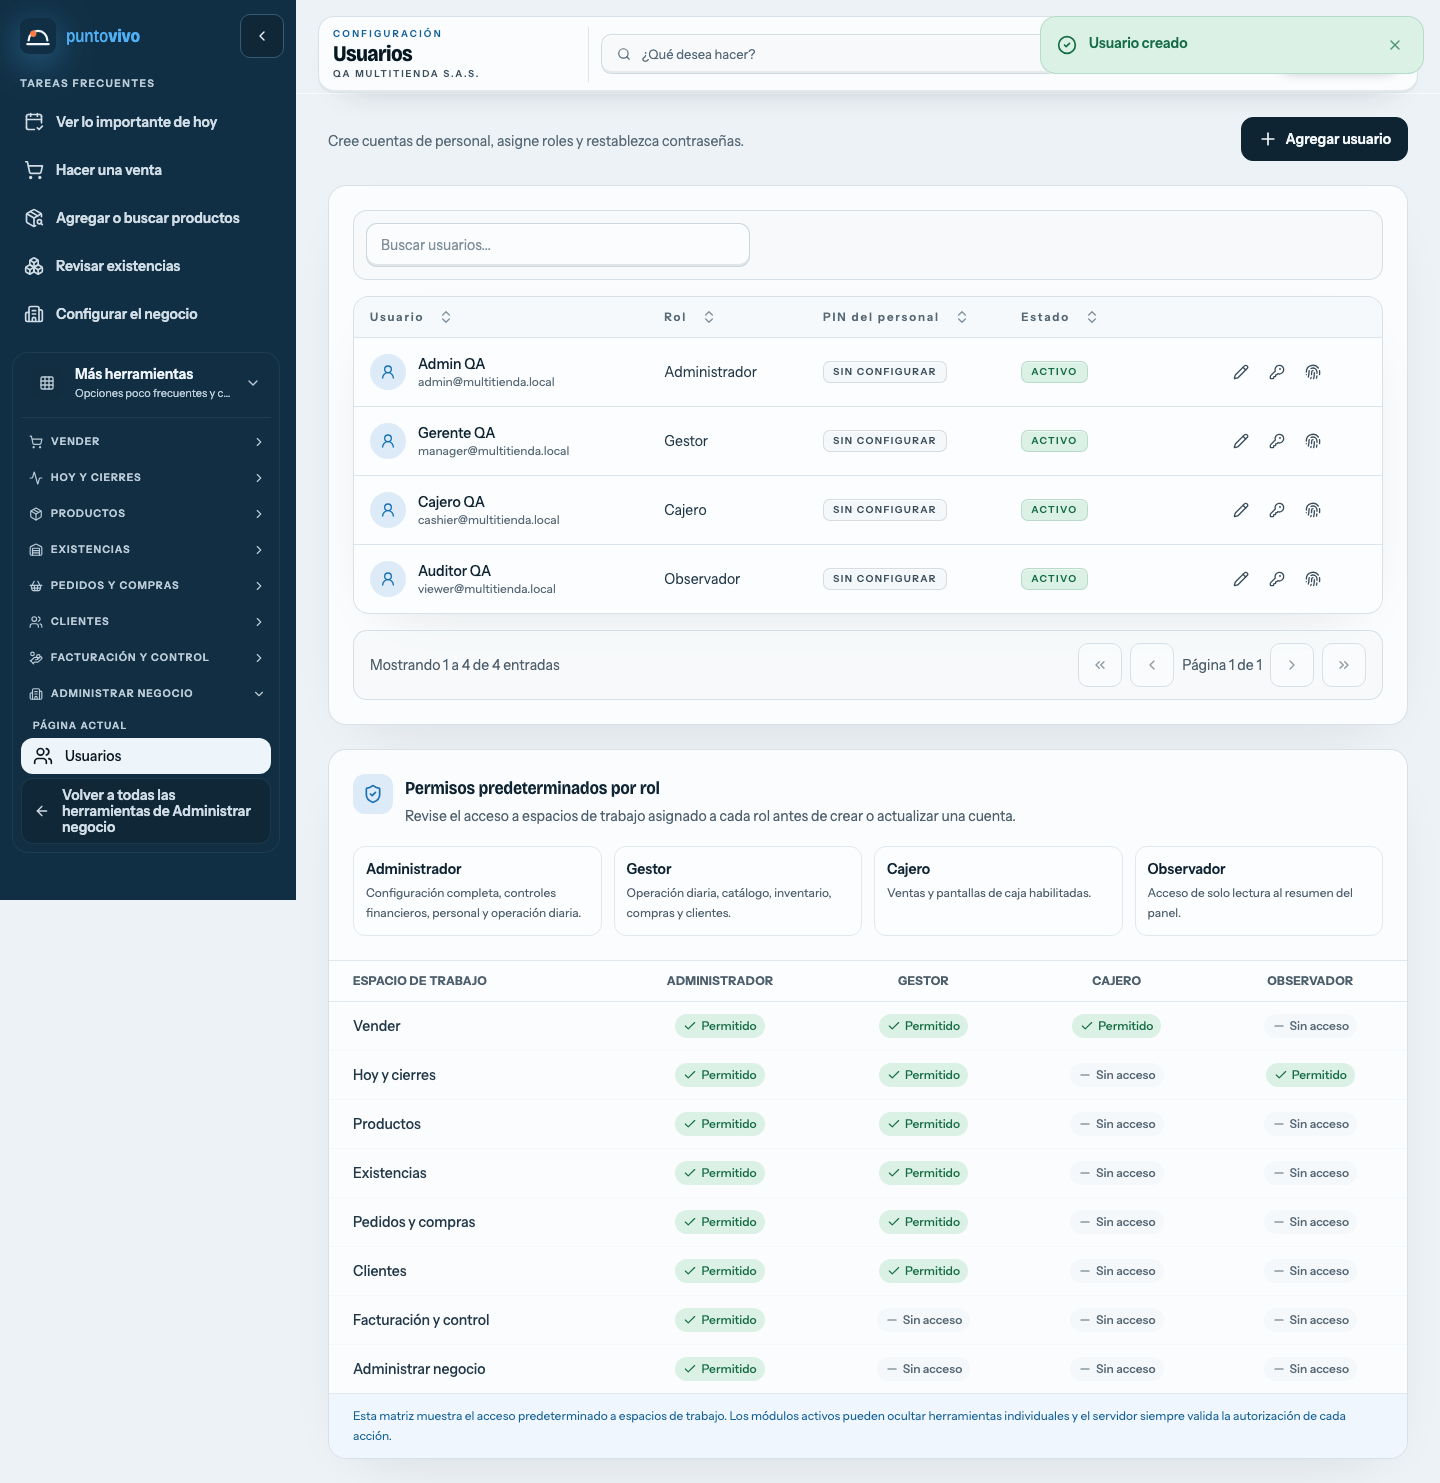 puntovivo
TAREAS FRECUENTES
Ver lo importante de hoy
Hacer una venta
Agregar o buscar productos
Revisar existencias
Configurar el negocio
Más herramientas
Opciones poco frecuentes y c...
VENDER
HOY Y CIERRES
PRODUCTOS
EXISTENCIAS
PEDIDOS Y COMPRAS
CLIENTES
FACTURACIÓN Y CONTROL
ADMINISTRAR NEGOCIO
PÁGINA ACTUAL
Usuarios
Volver a todas las
herramientas de Administrar
negocio
CONFIGURACIÓN
Usuarios
QA MULTITIENDA S.A.S.
¿Qué desea hacer?
Usuario creado
Cree cuentas de personal, asigne roles y restablezca contraseñas.
Agregar usuario
Buscar usuarios...
Usuario Rol PIN del personal Estado
Admin QA
admin@multitienda.local
Administrador SIN CONFIGURAR ACTIVO
Gerente QA
manager@multitienda.local
Gestor SIN CONFIGURAR ACTIVO
Cajero QA
cashier@multitienda.local
Cajero SIN CONFIGURAR ACTIVO
Auditor QA
viewer@multitienda.local
Observador SIN CONFIGURAR ACTIVO
Mostrando 1 a 4 de 4 entradas
Página 1 de 1
Permisos predeterminados por rol
Revise el acceso a espacios de trabajo asignado a cada rol antes de crear o actualizar una cuenta.
Administrador
Configuración completa, controles
financieros, personal y operación diaria.
Gestor
Operación diaria, catálogo, inventario,
compras y clientes.
Cajero
Ventas y pantallas de caja habilitadas.
Observador
Acceso de solo lectura al resumen del
panel.
ESPACIO DE TRABAJO ADMINISTRADOR GESTOR CAJERO OBSERVADOR
Vender Permitido Permitido Permitido Sin acceso
Hoy y cierres Permitido Permitido Sin acceso Permitido
Productos Permitido Permitido Sin acceso Sin acceso
Existencias Permitido Permitido Sin acceso Sin acceso
Pedidos y compras Permitido Permitido Sin acceso Sin acceso
Clientes Permitido Permitido Sin acceso Sin acceso
Facturación y control Permitido Sin acceso Sin acceso Sin acceso
Administrar negocio Permitido Sin acceso Sin acceso Sin acceso
Esta matriz muestra el acceso predeterminado a espacios de trabajo. Los módulos activos pueden ocultar herramientas individuales y el servidor siempre valida la autorización de cada
acción.